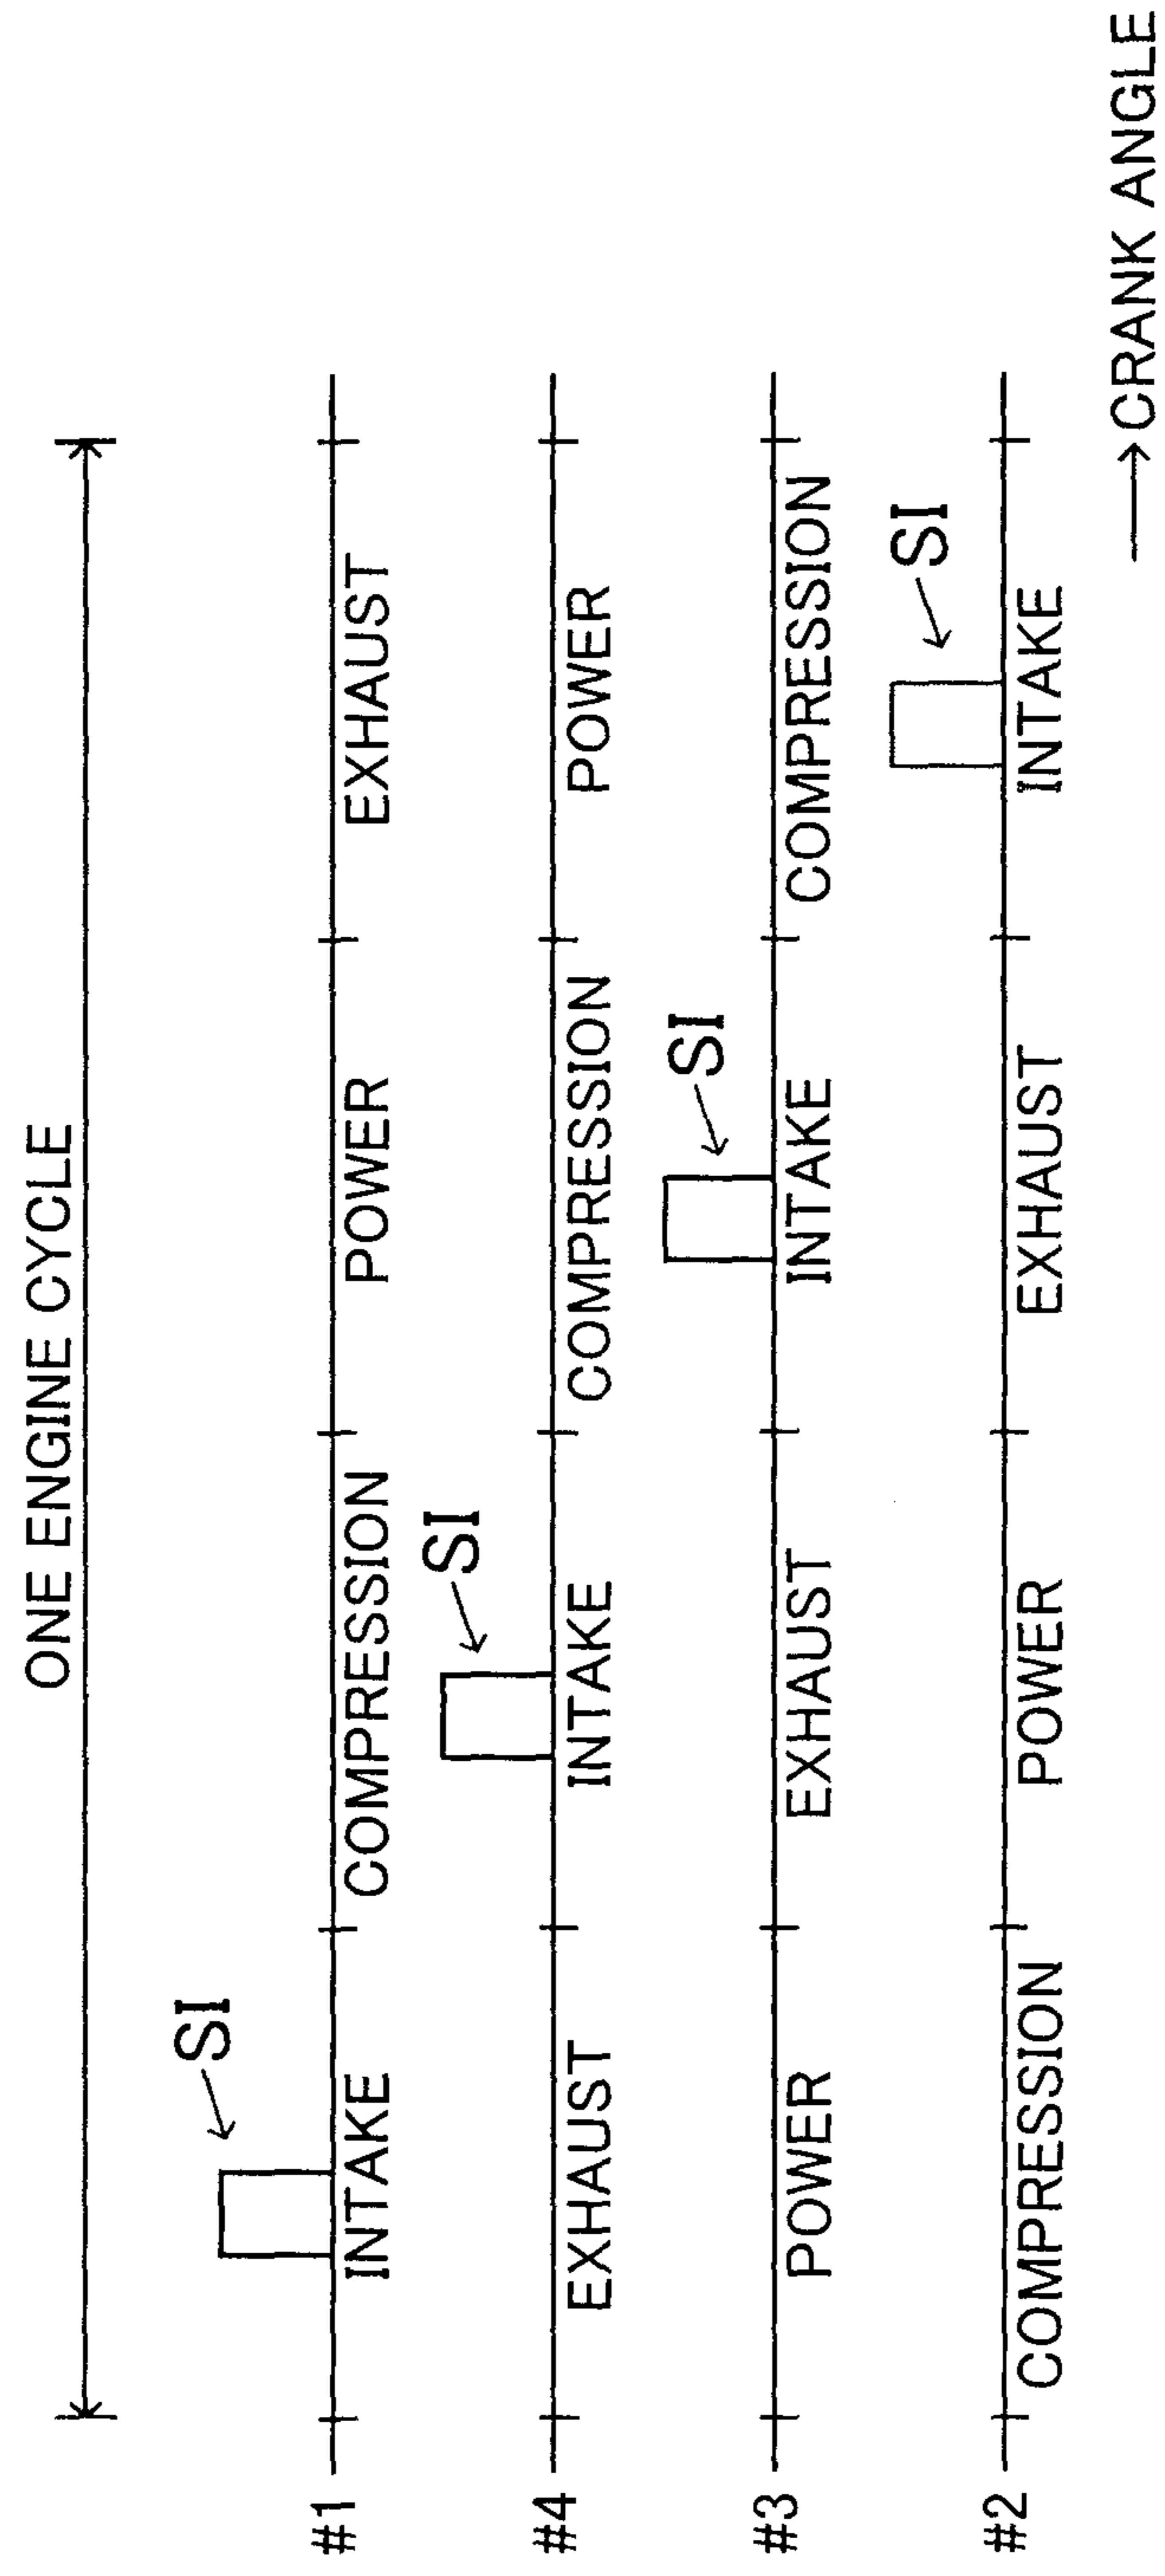 ONE ENGINE CYCLE
SI
#1 INTAKE COMPRESSION POWER EXHAUST
SI
#4 EXHAUST INTAKE COMPRESSION POWER
SI
#3 POWER EXHAUST INTAKE COMPRESSION
SI
#2 COMPRESSION POWER EXHAUST INTAKE
CRANK ANGLE